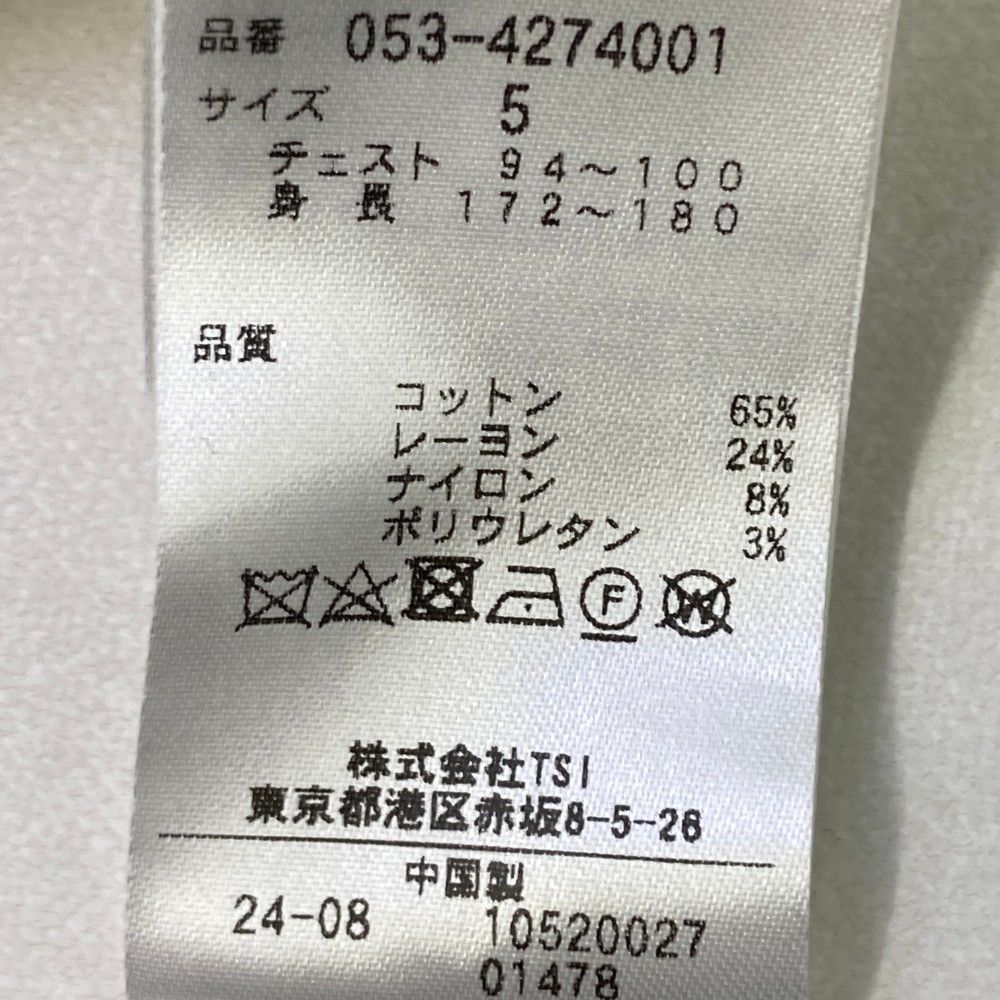 品番 053-4274001
サイズ 5
チェスト 94〜100
身長 172〜180
品質
コットン 65%
レーヨン 24%
ナイロン 8%
ポリウレタン 3%
F W
株式会社TSI
東京都港区赤坂8-5-26
中国製
24-08 10520027
01478